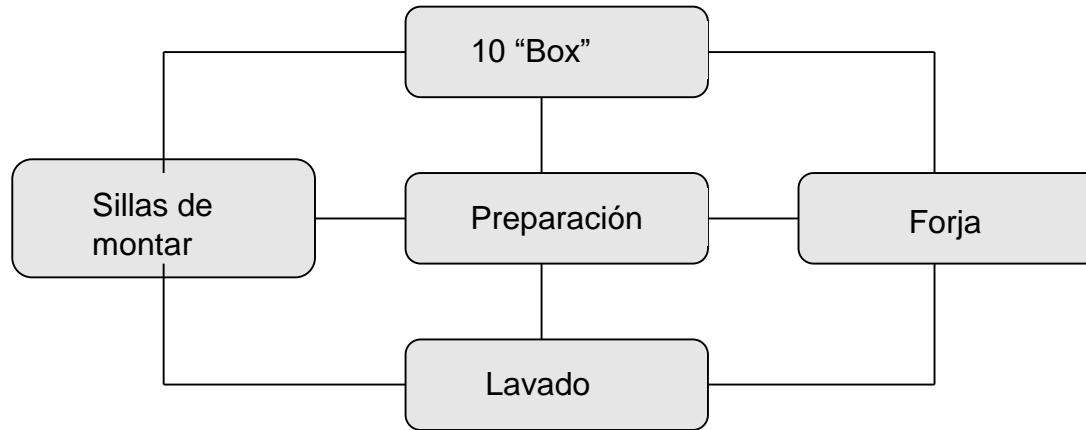 10 “Box”
Sillas de
montar
Preparación
Forja
Lavado